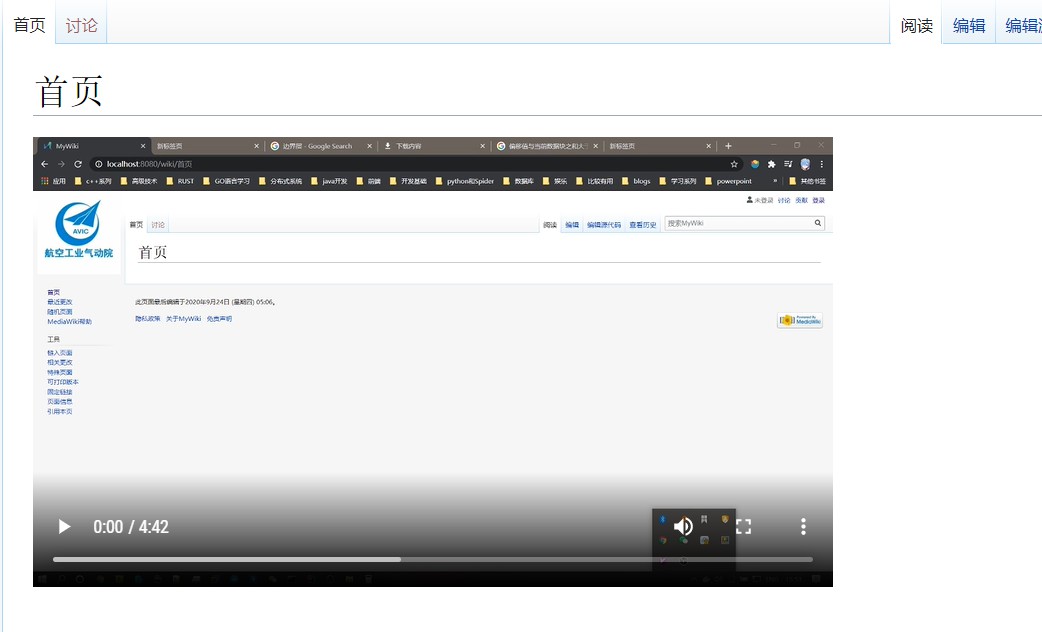 首页 讨论 阅读 编辑 编辑
首页
MyWiki 新标签页 边界营 - Google Search 下载内容 偏移值与当前数据块之和大于 新标签页
localhost:8080/wiki/首页
应用 c++系列 高级技术 RUST GO语言学习 分布式系统 java开发 前端 开发基础 python和Spider 数据库 娱乐 比较有用 blogs 学习系列 powerpoint » 其他书签
未登录 讨论 贡献 登录
AVIC
航空工业气动院
首页 讨论 阅读 编辑 编辑源代码 查看历史 搜索MyWiki
首页
首页
最近更改
随机页面
MediaWiki帮助
工具
链入页面
相关更改
特殊页面
可打印版本
固定链接
页面信息
引用本页
此页面最后编辑于2020年9月24日 (星期四) 05:06。
隐私政策 关于MyWiki 免责声明
Powered By
MediaWiki
0:00 / 4:42